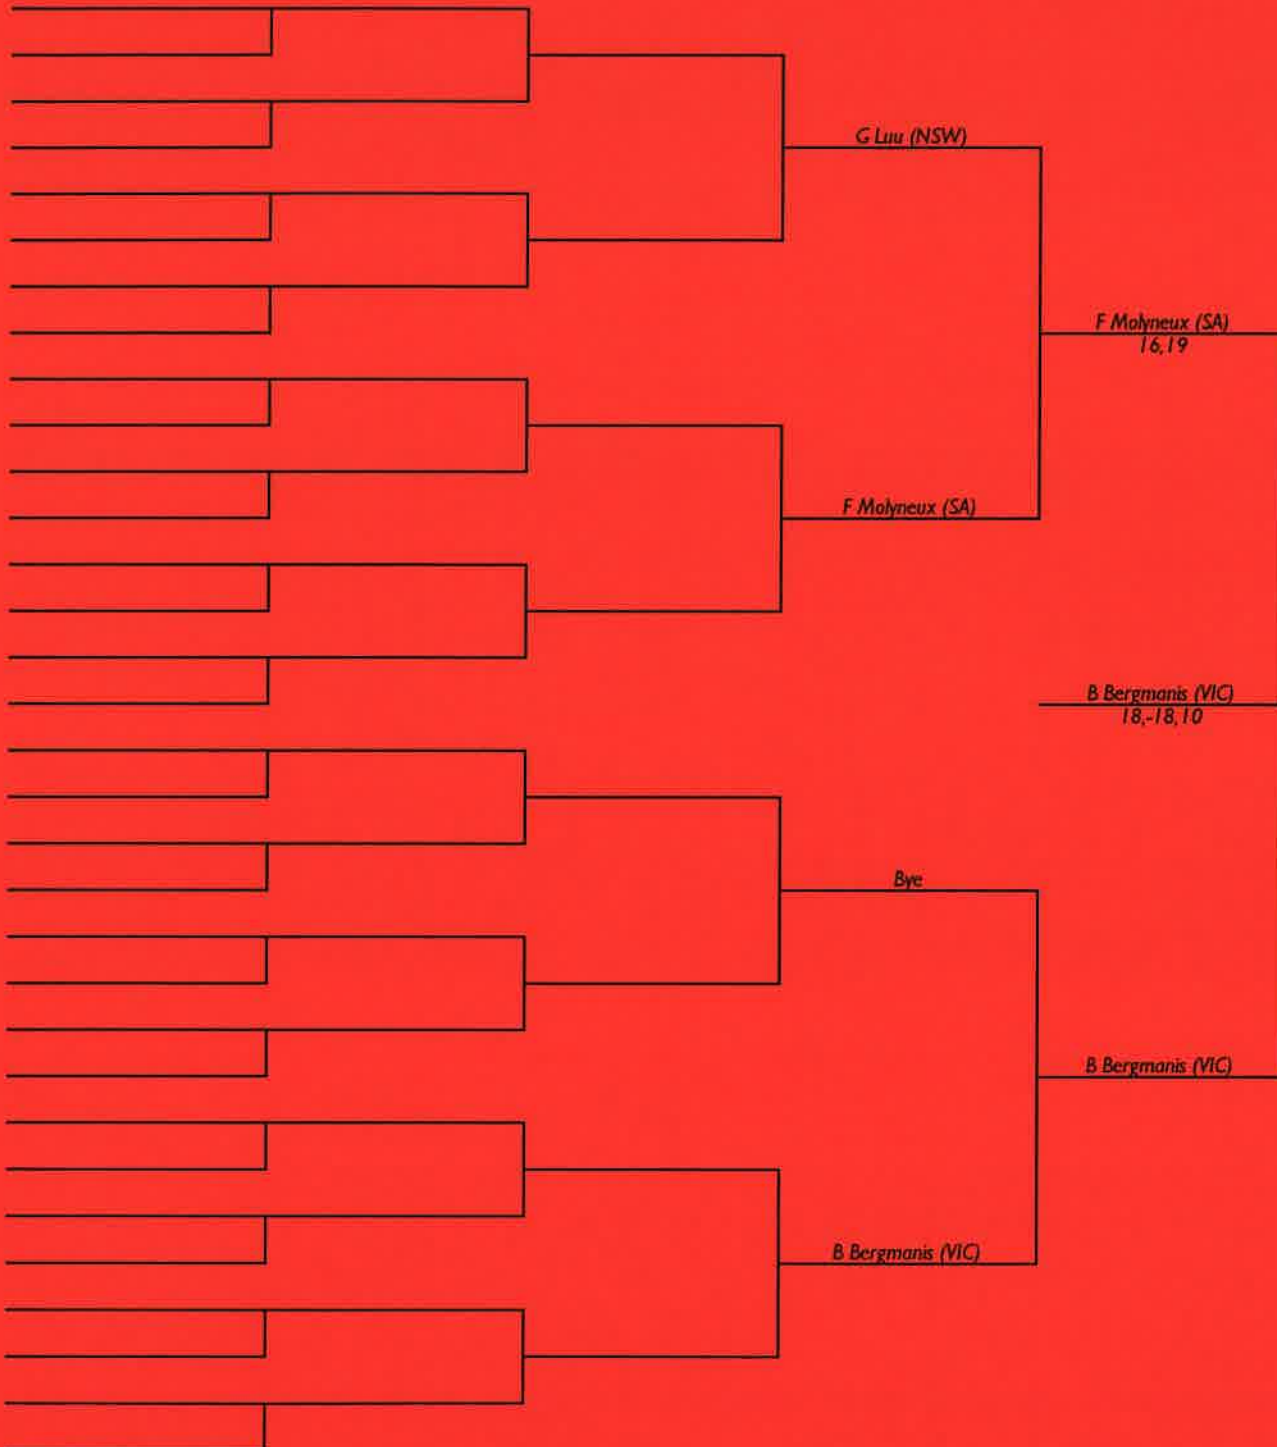 G Luu (NSW)
F Molyneux (SA)
16,19
F Molyneux (SA)
B Bergmanis (VIC)
18,-18,10
Bye
B Bergmanis (VIC)
B Bergmanis (VIC)